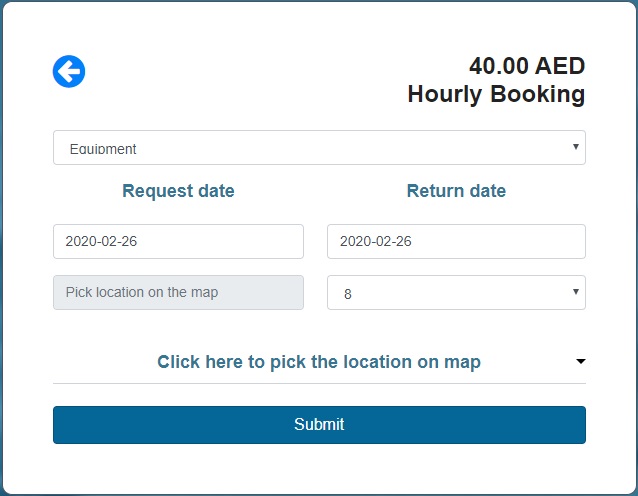 40.00 AED
Hourly Booking
Equipment
Request date
Return date
2020-02-26
2020-02-26
Pick location on the map
8
Click here to pick the location on map
Submit